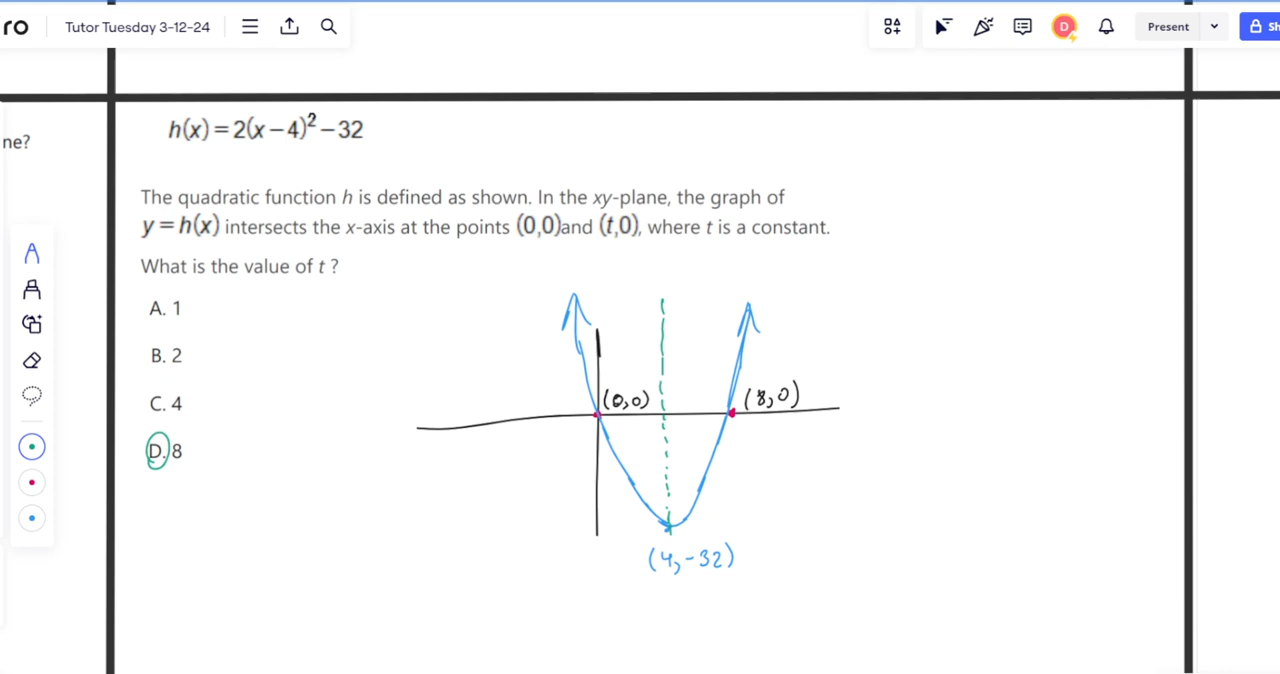 ro
Tutor Tuesday 3-12-24
D
Present
Sh
ne?
h(x) = 2(x – 4)² – 32
The quadratic function h is defined as shown. In the xy-plane, the graph of
y = h(x) intersects the x-axis at the points (0,0)and (t,0), where t is a constant.
What is the value of t ?
A. 1
B. 2
C. 4
D. 8
(0,0)
(8,0)
(4,-32)